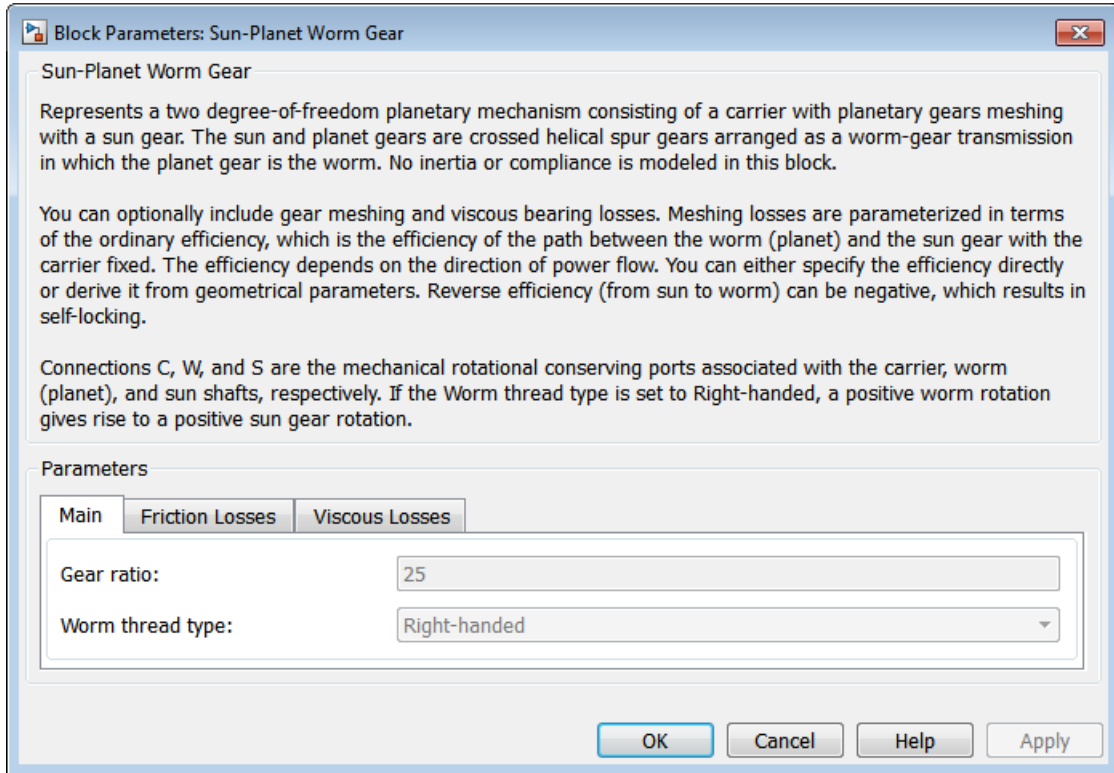 Block Parameters: Sun-Planet Worm Gear
Sun-Planet Worm Gear
Represents a two degree-of-freedom planetary mechanism consisting of a carrier with planetary gears meshing
with a sun gear. The sun and planet gears are crossed helical spur gears arranged as a worm-gear transmission
in which the planet gear is the worm. No inertia or compliance is modeled in this block.
You can optionally include gear meshing and viscous bearing losses. Meshing losses are parameterized in terms
of the ordinary efficiency, which is the efficiency of the path between the worm (planet) and the sun gear with the
carrier fixed. The efficiency depends on the direction of power flow. You can either specify the efficiency directly
or derive it from geometrical parameters. Reverse efficiency (from sun to worm) can be negative, which results in
self-locking.
Connections C, W, and S are the mechanical rotational conserving ports associated with the carrier, worm
(planet), and sun shafts, respectively. If the Worm thread type is set to Right-handed, a positive worm rotation
gives rise to a positive sun gear rotation.
Parameters
Main Friction Losses Viscous Losses
Gear ratio: 25
Worm thread type: Right-handed
OK Cancel Help Apply